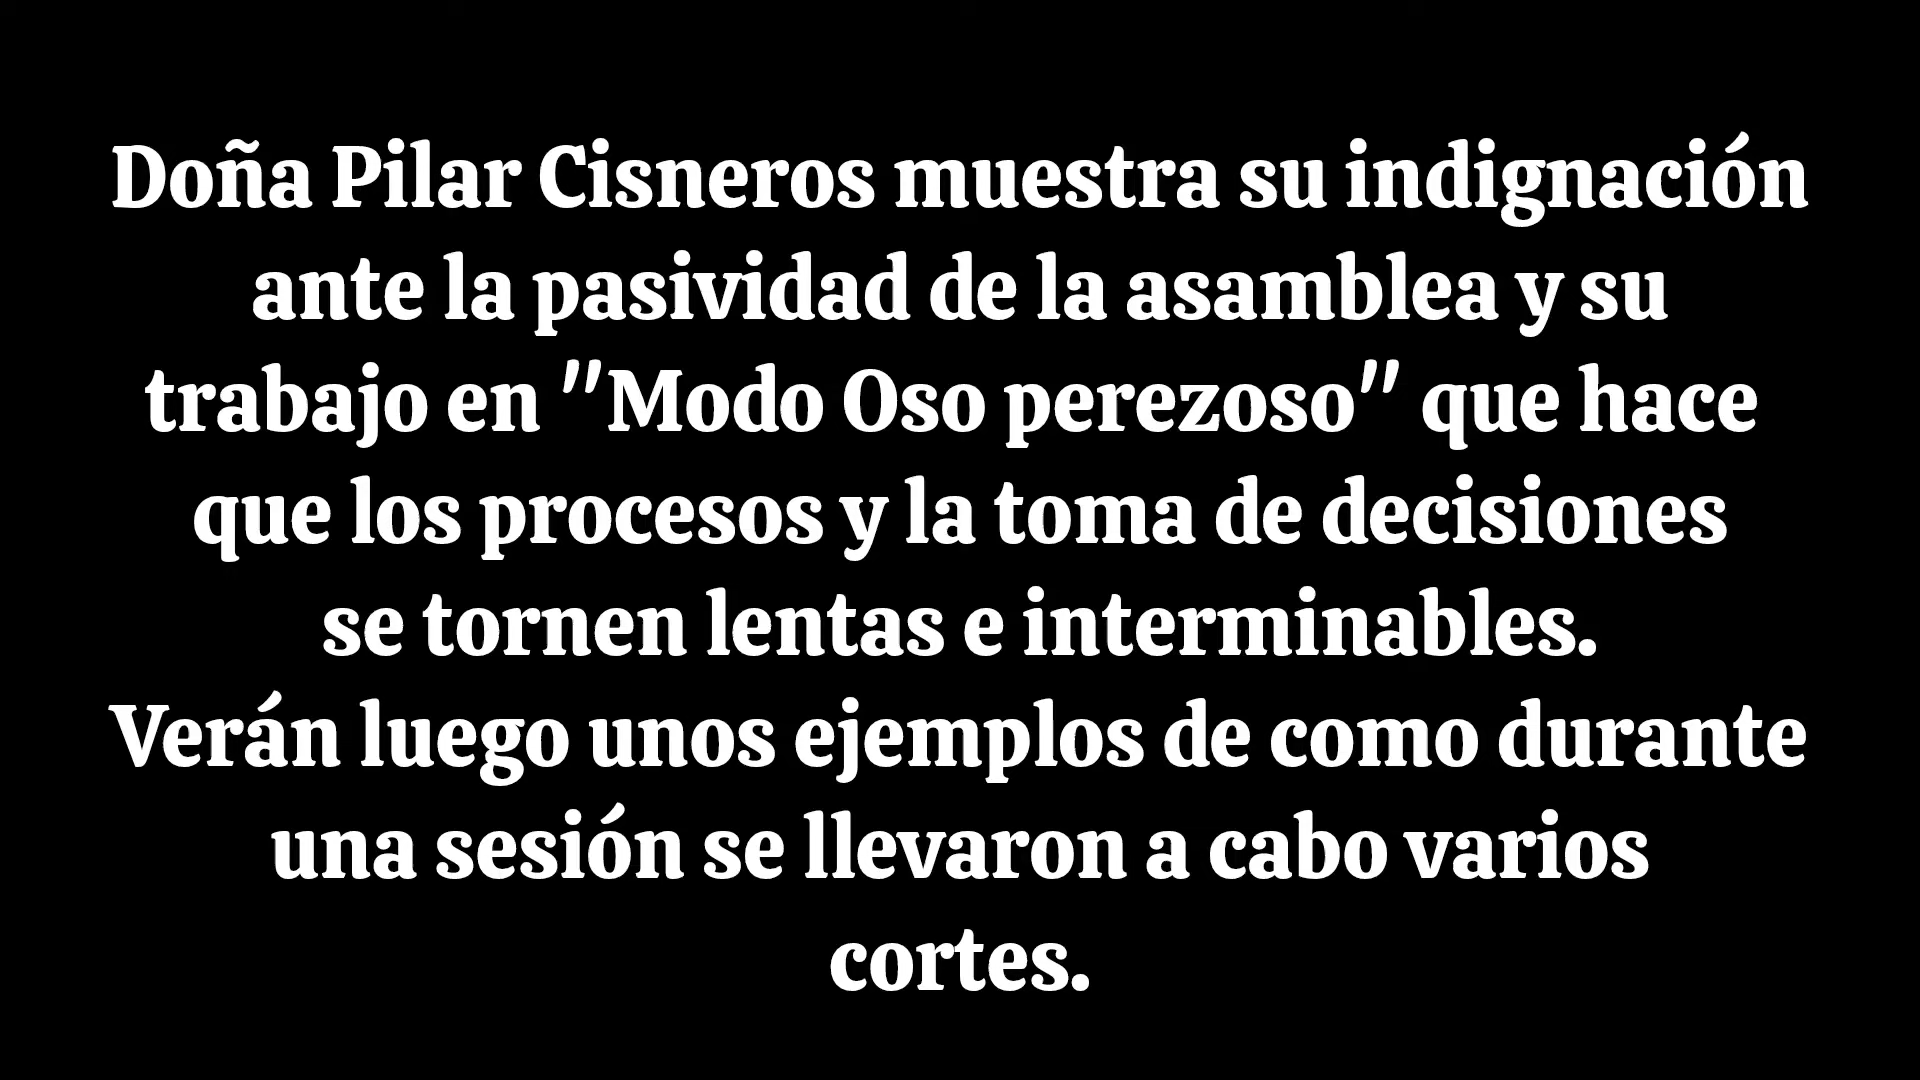 Doña Pilar Cisneros muestra su indignación
ante la pasividad de la asamblea y su
trabajo en "Modo Oso perezoso" que hace
que los procesos y la toma de decisiones
se tornen lentas e interminables.
Verán luego unos ejemplos de como durante
una sesión se llevaron a cabo varios
cortes.